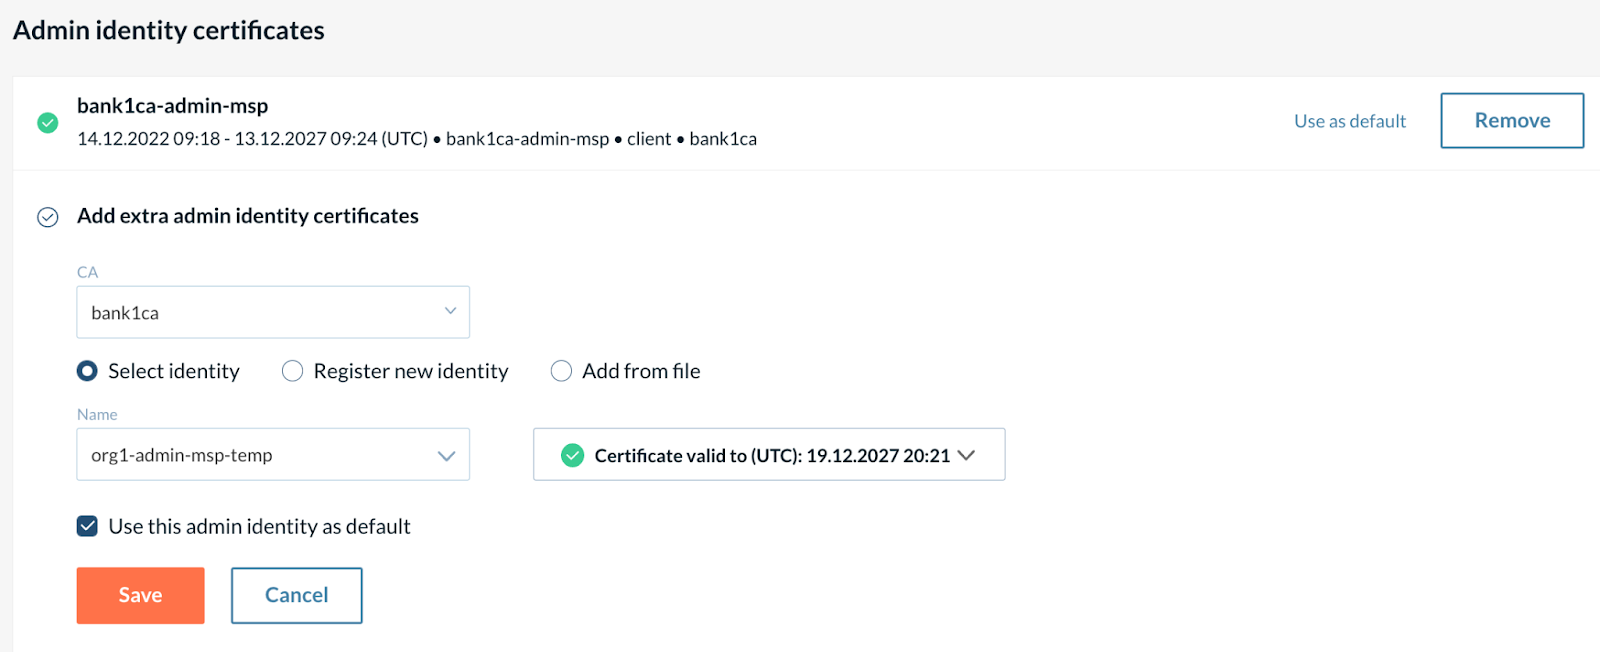 Admin identity certificates
bank1ca-admin-msp
14.12.2022 09:18 - 13.12.2027 09:24 (UTC) • bank1ca-admin-msp • client • bank1ca
Use as default
Remove
Add extra admin identity certificates
CA
bank1ca
Select identity
Register new identity
Add from file
Name
org1-admin-msp-temp
Certificate valid to (UTC): 19.12.2027 20:21
Use this admin identity as default
Save
Cancel